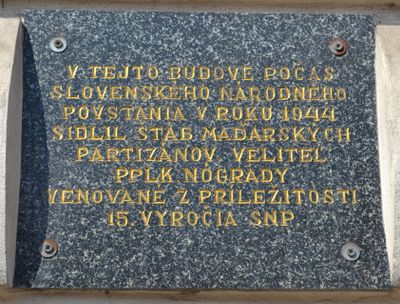 V TEJTO BUDOVE POČAS
SLOVENSKÉHO NÁRODNÉHO
POVSTANIA V ROKU 1944
SÍDLIL ŠTÁB MAĎARSKÝCH
PARTIZÁNOV VELITEĽ
PPLK NÓGRÁDY
VENOVANÉ Z PRÍLEŽITOSTI
15. VÝROČIA SNP.